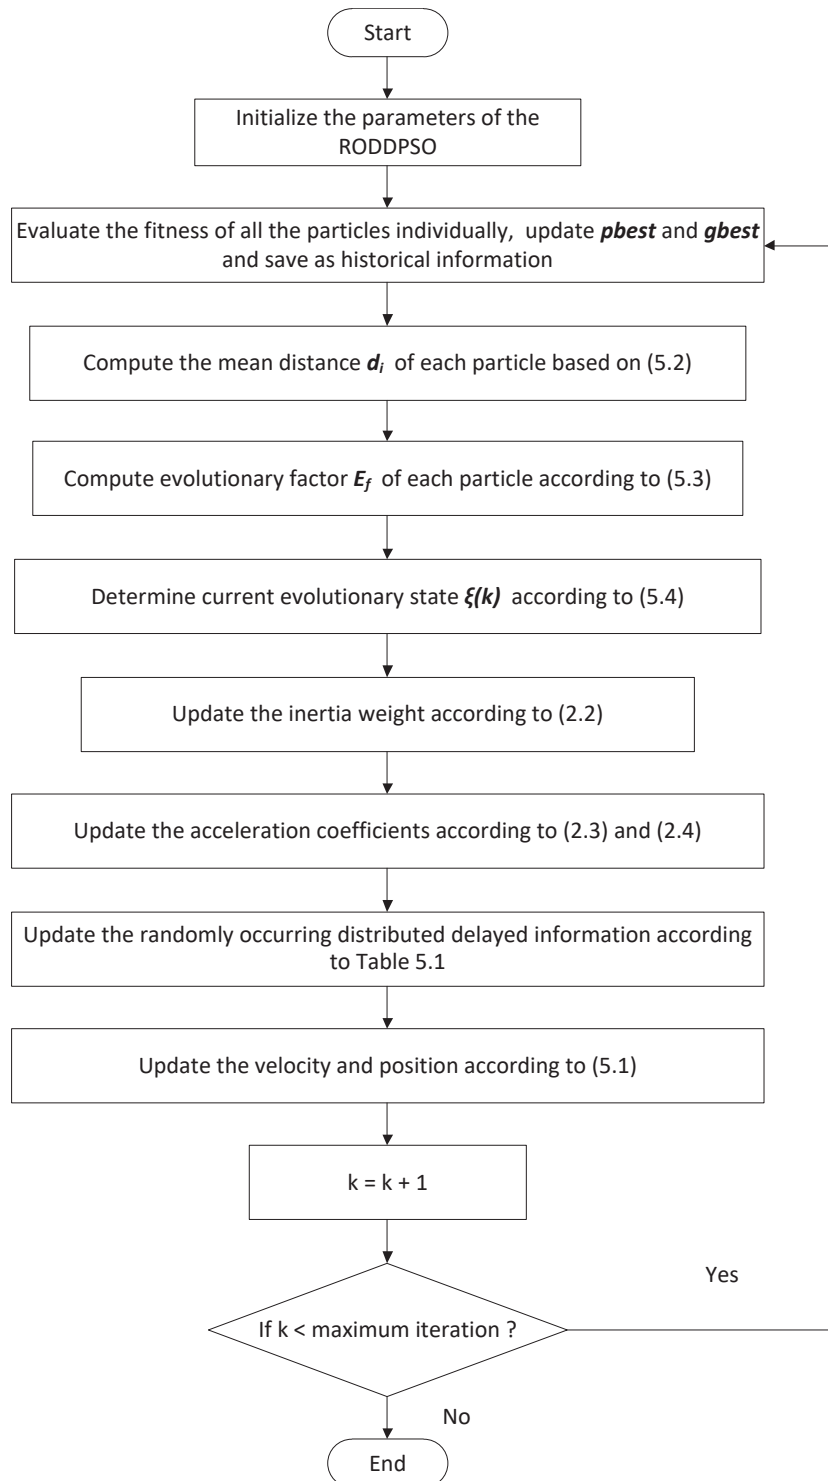 Start
Initialize the parameters of the
RODDPSO
Evaluate the fitness of all the particles individually,  update pbest and gbest
and save as historical information
Compute the mean distance dᵢ  of each particle based on (5.2)
Compute evolutionary factor E_f  of each particle according to (5.3)
Determine current evolutionary state ξ(k)  according to (5.4)
Update the inertia weight according to (2.2)
Update the acceleration coefficients according to (2.3) and (2.4)
Update the randomly occurring distributed delayed information according
to Table 5.1
Update the velocity and position according to (5.1)
k = k + 1
Yes
If k < maximum iteration ?
No
End